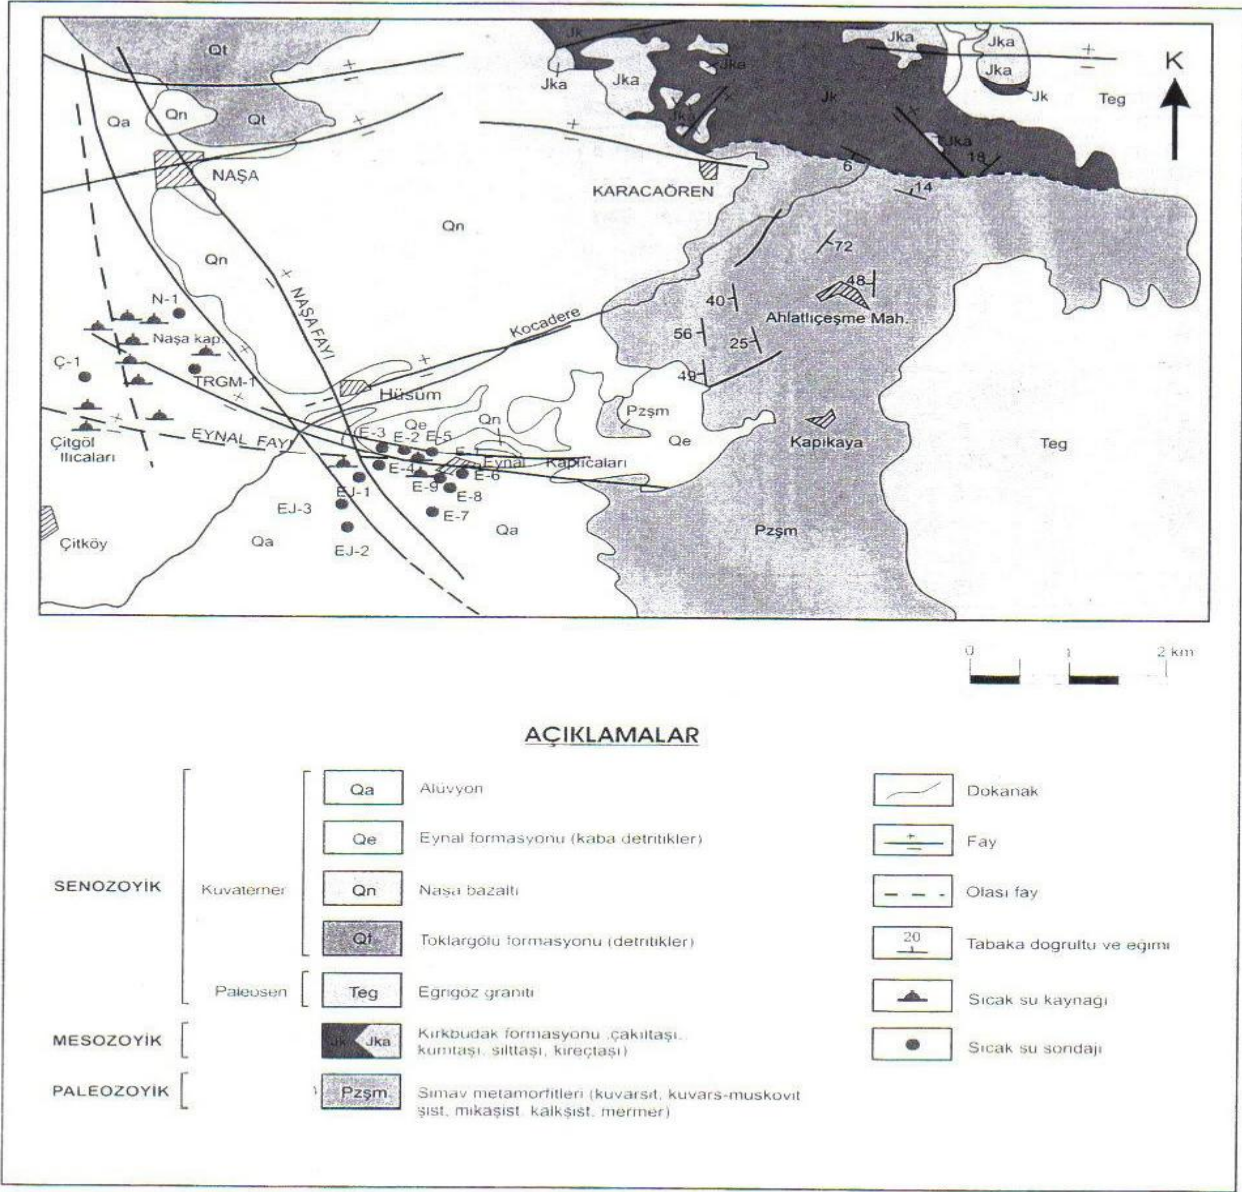 Qt
Jk
Jka
Jka
Jka
K
Jka
Jka
Jk
Jk
Teg
Qa
Qn
Qt
Jka
Jka
NAŞA
KARACAÖREN
6
18
14
Qn
Qn
72
N-1
NAŞA FAYI
Kocadere
40
48
Ahlatlıçeşme Mah.
Naşa kap.
56
25
Ç-1
TRGM-1
49
Hüsüm
Pzşm
Qe
Qn
Qe
Kapıkaya
Teg
EYNAL FAYI
E-3
E-2
E-5
E-1
Çitgöl
Ilıcaları
E-4
Eynal Kaplıcaları
E-6
EJ-1
E-9
E-8
EJ-3
E-7
Çitköy
Qa
EJ-2
Qa
Pzşm
0 1 2 km
AÇIKLAMALAR
SENOZOYİK
Kuvaterner
Qa Alüvyon
Qe Eynal formasyonu (kaba detritikler)
Qn Naşa bazaltı
Qt Toklargölü formasyonu (detritikler)
Paleosen
Teg Egrigöz graniti
MESOZOYİK
Jk Jka Kırkbudak formasyonu ,çakıltaşı,.
kumtaşı, silttaşı, kireçtaşı)
PALEOZOYİK
Pzşm Simav metamorfitleri (kuvarsit, kuvars-muskovit
şist, mikaşist, kalkşist, mermer)
Dokanak
Fay
Olası fay
20 Tabaka dogrultu ve eğimi
Sıcak su kaynağı
Sıcak su sondajı